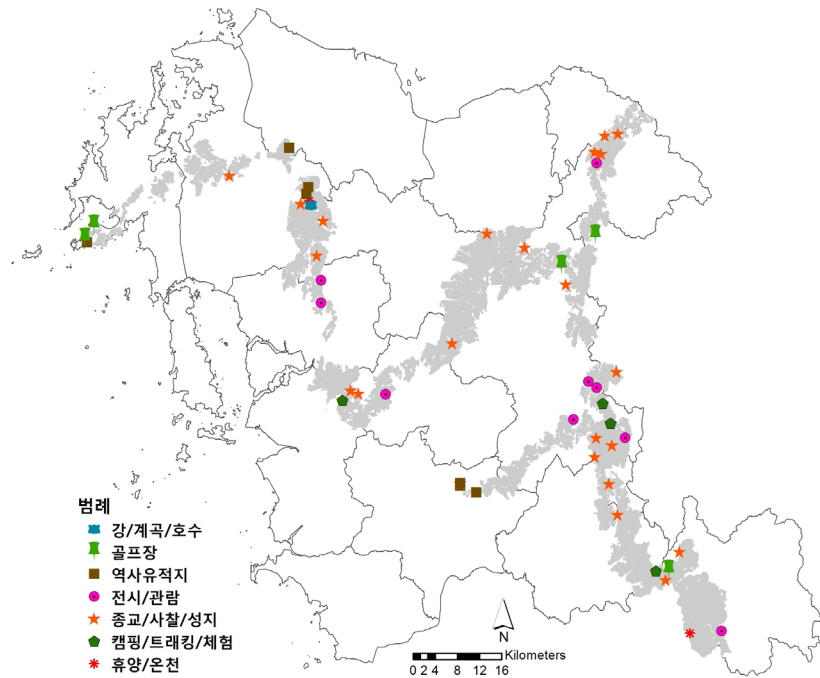 범례
강/계곡/호수
골프장
역사유적지
전시/관람
종교/사찰/성지
캠핑/트래킹/체험
휴양/온천
N
Kilometers
0 2 4 8 12 16